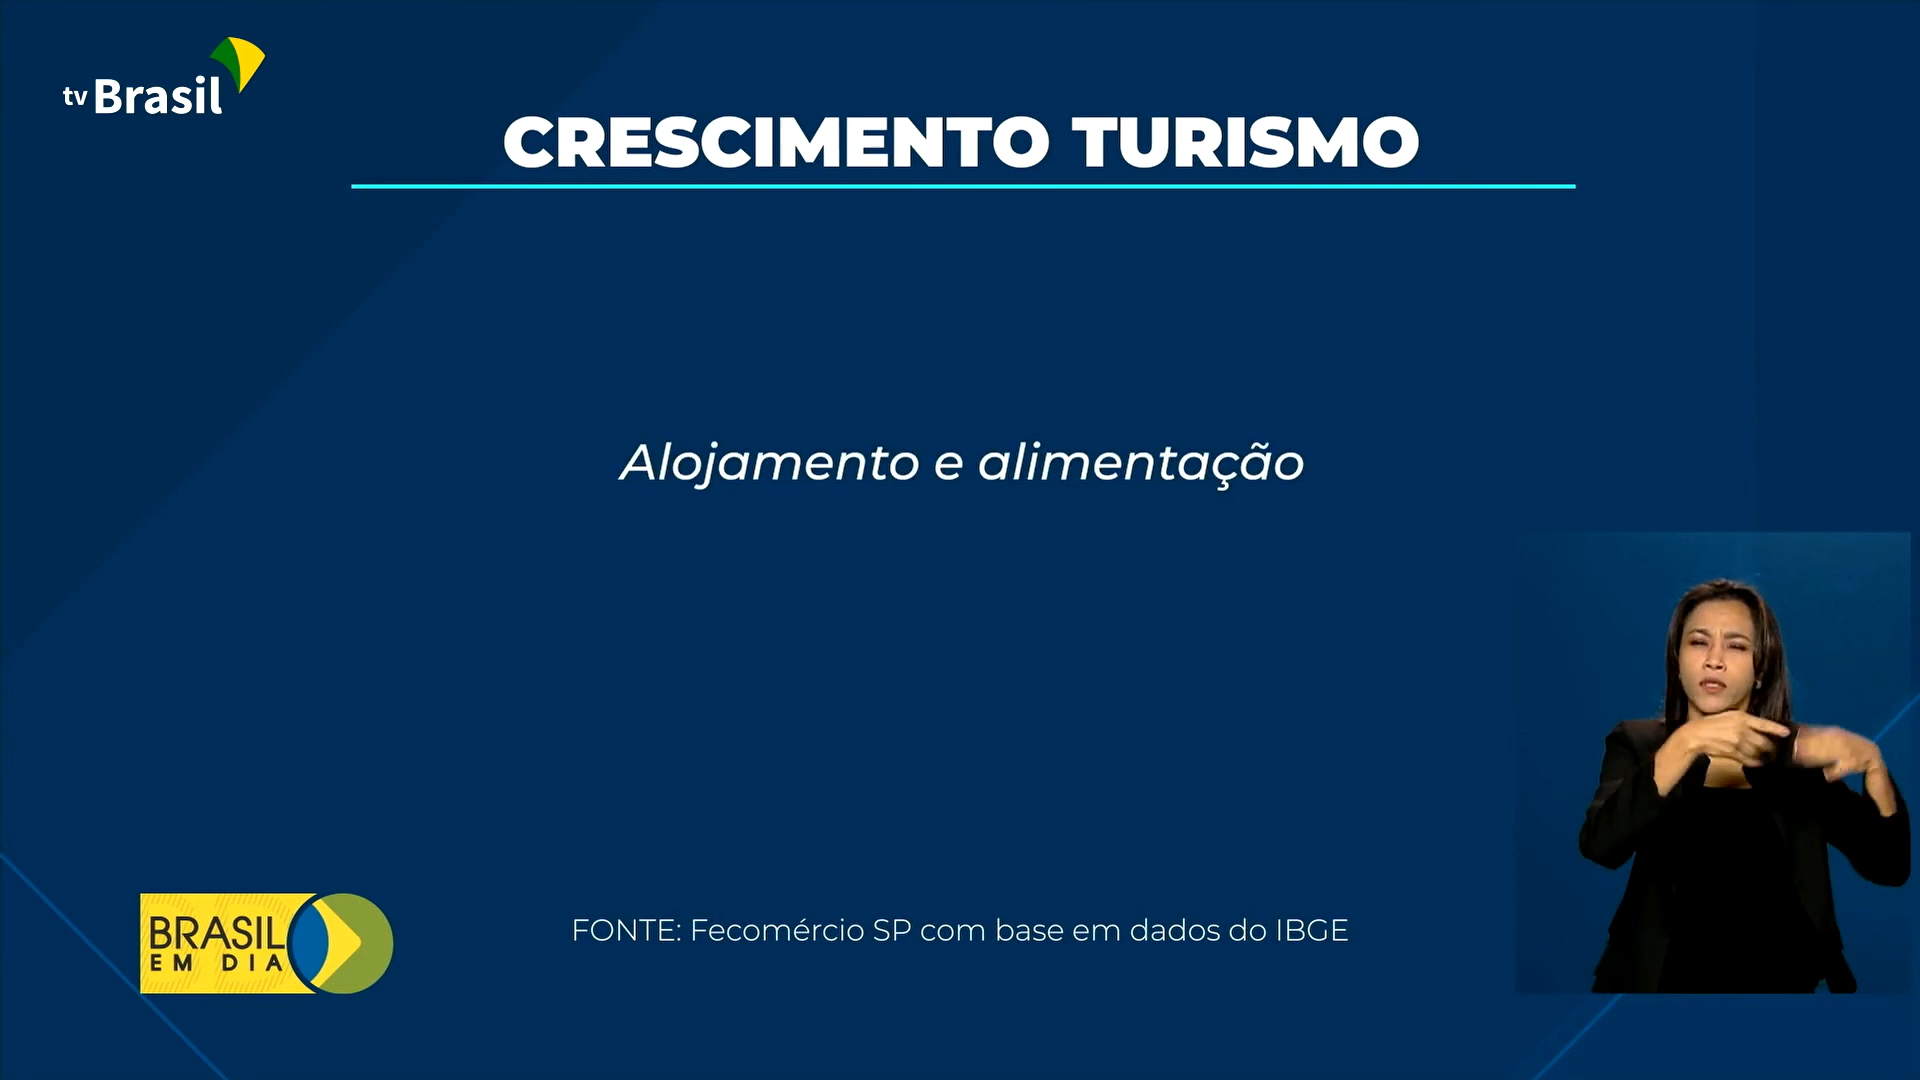 tv Brasil
CRESCIMENTO TURISMO
Alojamento e alimentação
BRASIL
EM DIA
FONTE: Fecomércio SP com base em dados do IBGE